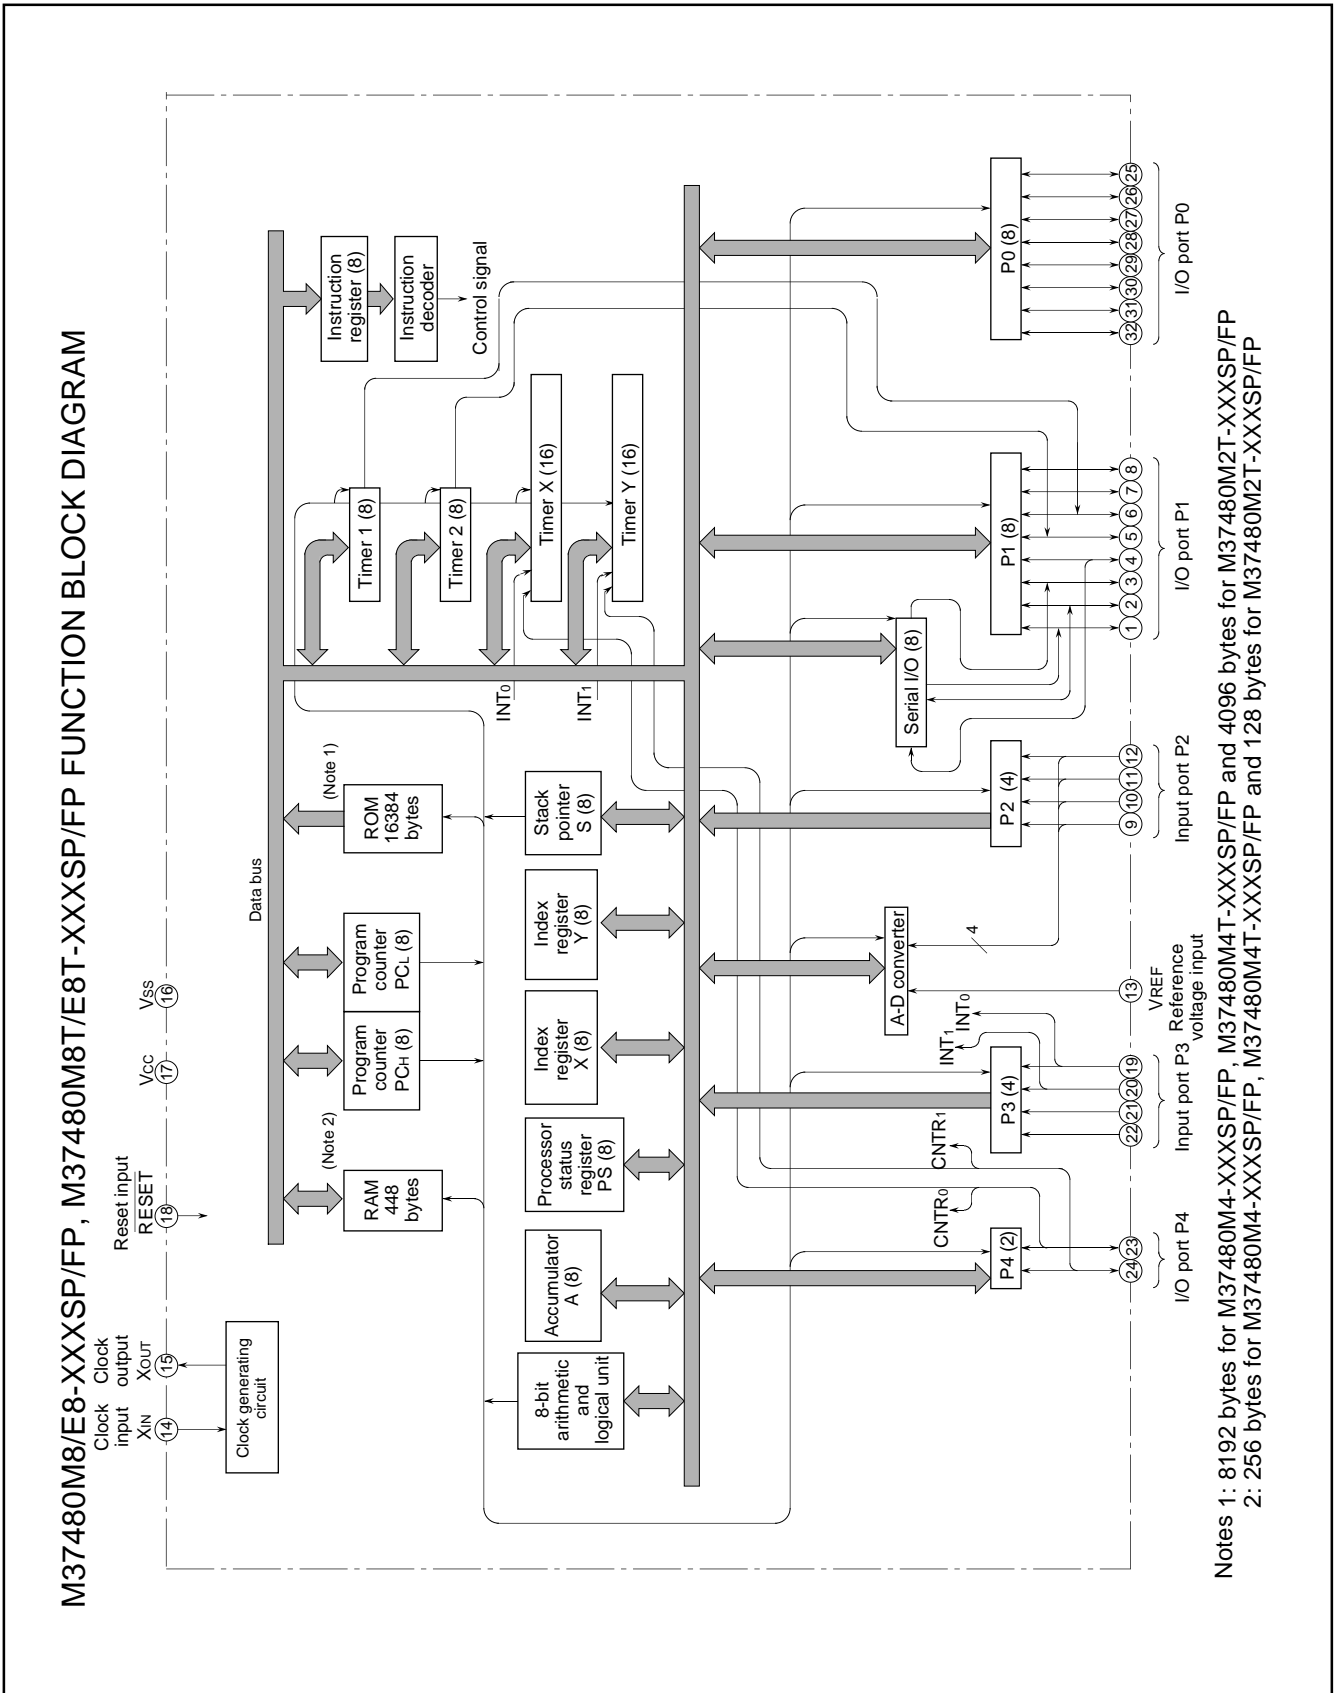 M37480M8/E8-XXXSP/FP, M37480M8T/E8T-XXXSP/FP FUNCTION BLOCK DIAGRAM
Clock
input
XIN
14
Clock
output
XOUT
15
Reset input
RESET
18
VCC
17
VSS
16
Clock generating
circuit
Data bus
RAM
448
bytes
(Note 2)
Program
counter
PCH (8)
Program
counter
PCL (8)
ROM
16384
bytes
(Note 1)
Instruction
register (8)
Instruction
decoder
Control signal
Timer 1 (8)
Timer 2 (8)
Timer X (16)
Timer Y (16)
INT0
INT1
8-bit
arithmetic
and
logical unit
Accumulator
A (8)
Processor
status
register
PS (8)
Index
register
X (8)
Index
register
Y (8)
Stack
pointer
S (8)
CNTR0
CNTR1
INT1
INT0
A-D converter
4
Serial I/O (8)
P4 (2)
P3 (4)
P2 (4)
P1 (8)
P0 (8)
24 23
22 21 20 19
13
9 10 11 12
1 2 3 4 5 6 7 8
32 31 30 29 28 27 26 25
I/O port P4
Input port P3
VREF
Reference
voltage input
Input port P2
I/O port P1
I/O port P0
Notes 1: 8192 bytes for M37480M4-XXXSP/FP, M37480M4T-XXXSP/FP and 4096 bytes for M37480M2T-XXXSP/FP
2: 256 bytes for M37480M4-XXXSP/FP, M37480M4T-XXXSP/FP and 128 bytes for M37480M2T-XXXSP/FP